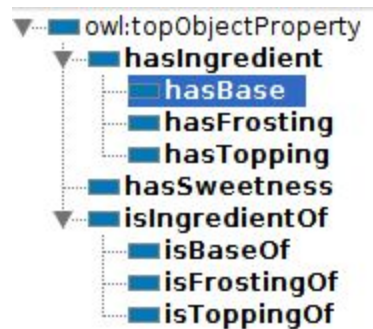 owl:topObjectProperty
hasIngredient
hasBase
hasFrosting
hasTopping
hasSweetness
isIngredientOf
isBaseOf
isFrostingOf
isToppingOf